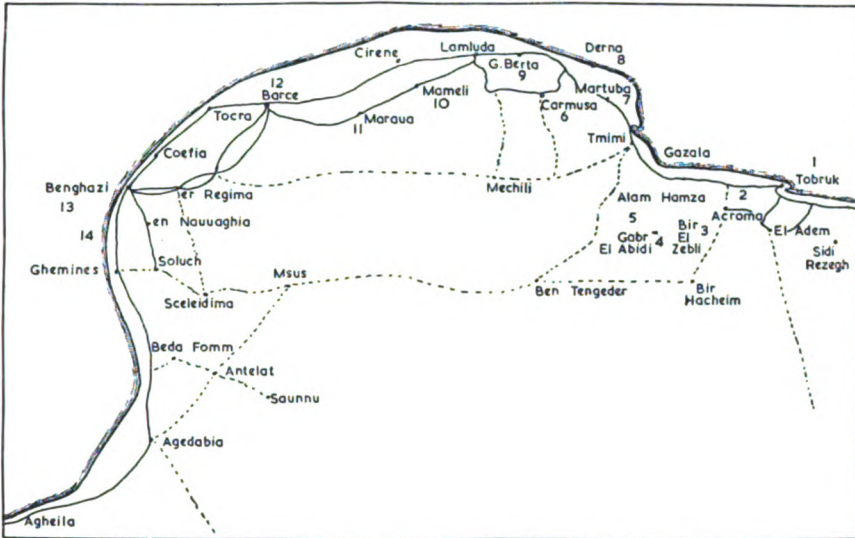 Cirene
Lamluda
Derna
8
G. Berta
9
12
Barce
Mameli
10
Martuba
7
Carmusa
6
Tocra
11
Maraua
Tmimi
Coefia
Gazala
1
Tobruk
Benghazi
13
er Regima
Mechili
Alam Hamza
2
Acroma
14
en Nauuaghia
5
Gabr
El Abidi
4
Bir
El
Zebli
3
El Adem
Sidi
Rezegh
Ghemines
Soluch
Msus
Sceleidima
Ben Tengeder
Bir
Hacheim
Beda Fomm
Antelat
Saunnu
Agedabia
Agheila